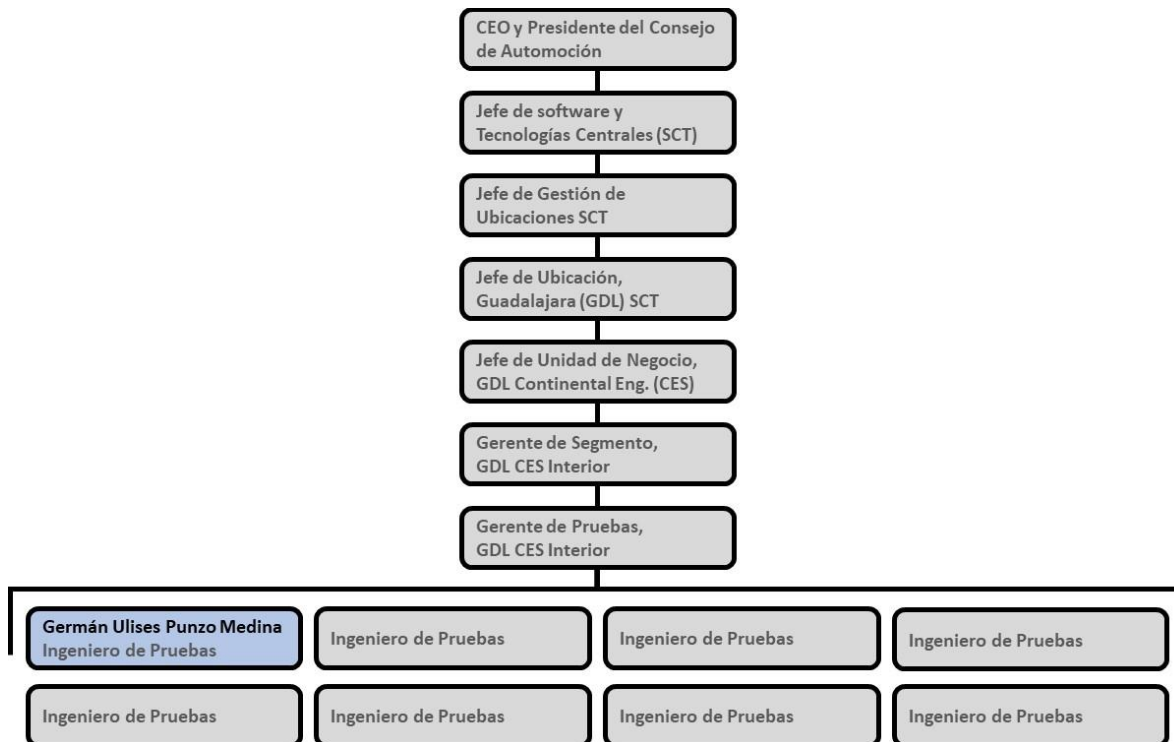 CEO y Presidente del Consejo
de Automoción
Jefe de software y
Tecnologías Centrales (SCT)
Jefe de Gestión de
Ubicaciones SCT
Jefe de Ubicación,
Guadalajara (GDL) SCT
Jefe de Unidad de Negocio,
GDL Continental Eng. (CES)
Gerente de Segmento,
GDL CES Interior
Gerente de Pruebas,
GDL CES Interior
Germán Ulises Punzo Medina
Ingeniero de Pruebas
Ingeniero de Pruebas
Ingeniero de Pruebas
Ingeniero de Pruebas
Ingeniero de Pruebas
Ingeniero de Pruebas
Ingeniero de Pruebas
Ingeniero de Pruebas